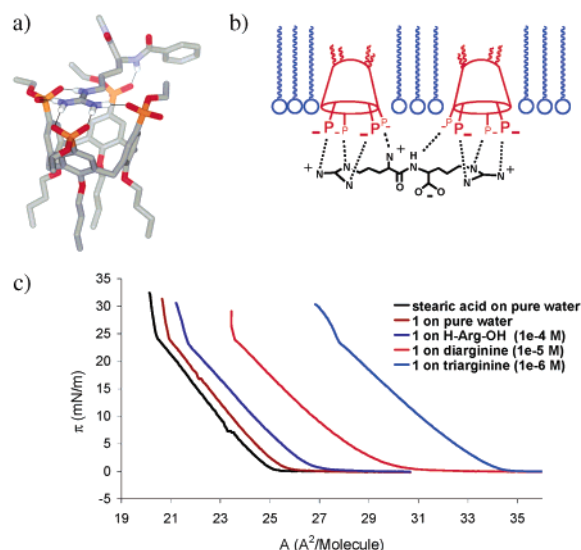 a)
b)
P P P P P P
− − − − − −
+ N N N N O H N O O − N N N +
c)
π (mN/m)
35
30
25
20
15
10
5
0
-5
stearic acid on pure water
1 on pure water
1 on H-Arg-OH (1e-4 M)
1 on diarginine (1e-5 M)
1 on triarginine (1e-6 M)
19 21 23 25 27 29 31 33 35
A (A²/Molecule)